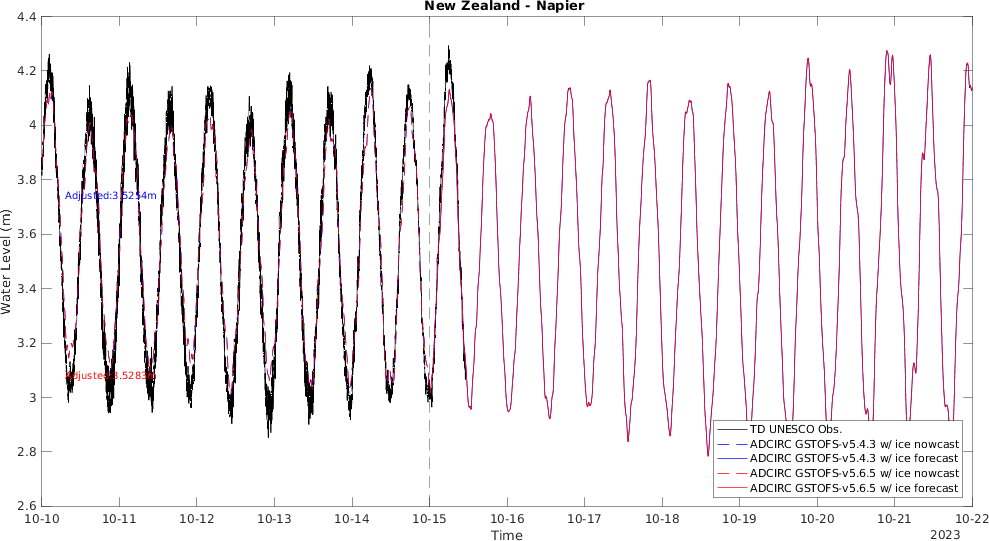 New Zealand - Napier
4.4
4.2
4
3.8
3.6
3.4
3.2
3
2.8
2.6
Water Level (m)
Adjusted:3.5254m
Adjusted:3.5283m
TD UNESCO Obs.
ADCIRC GSTOFS-v5.4.3 w/ ice nowcast
ADCIRC GSTOFS-v5.4.3 w/ ice forecast
ADCIRC GSTOFS-v5.6.5 w/ ice nowcast
ADCIRC GSTOFS-v5.6.5 w/ ice forecast
10-10 10-11 10-12 10-13 10-14 10-15 10-16 10-17 10-18 10-19 10-20 10-21 10-22
Time
2023